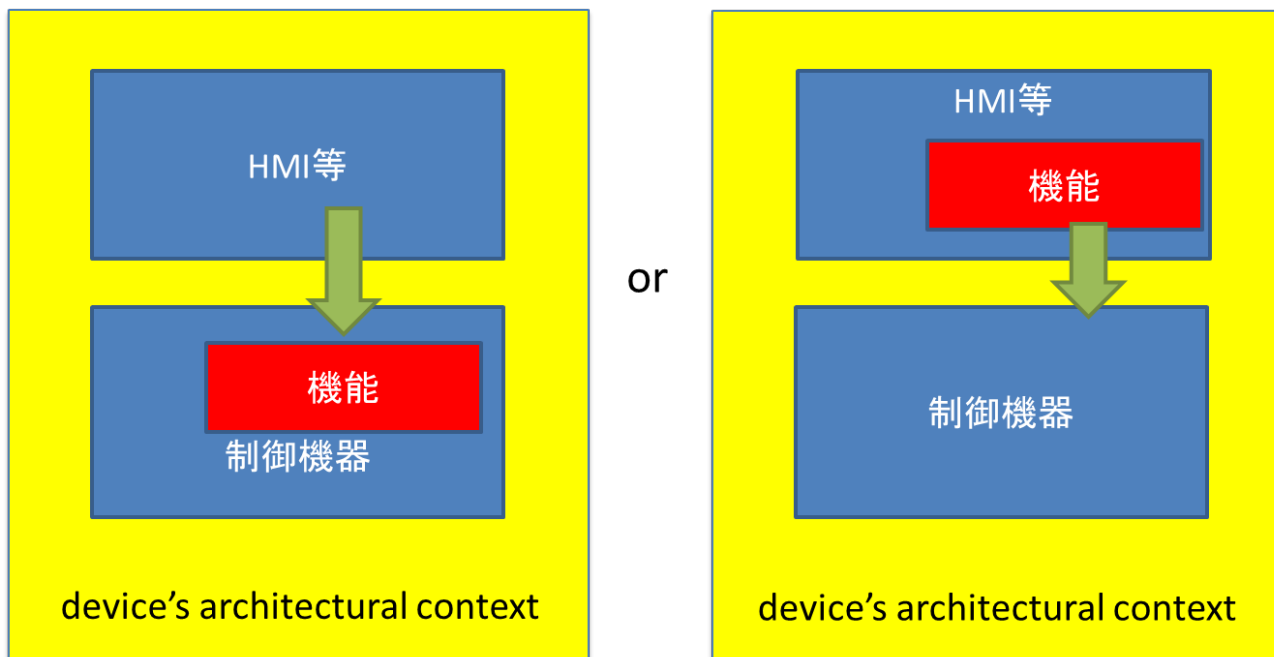 HMI等
機能
制御機器
device’s architectural context
or
HMI等
機能
制御機器
device’s architectural context